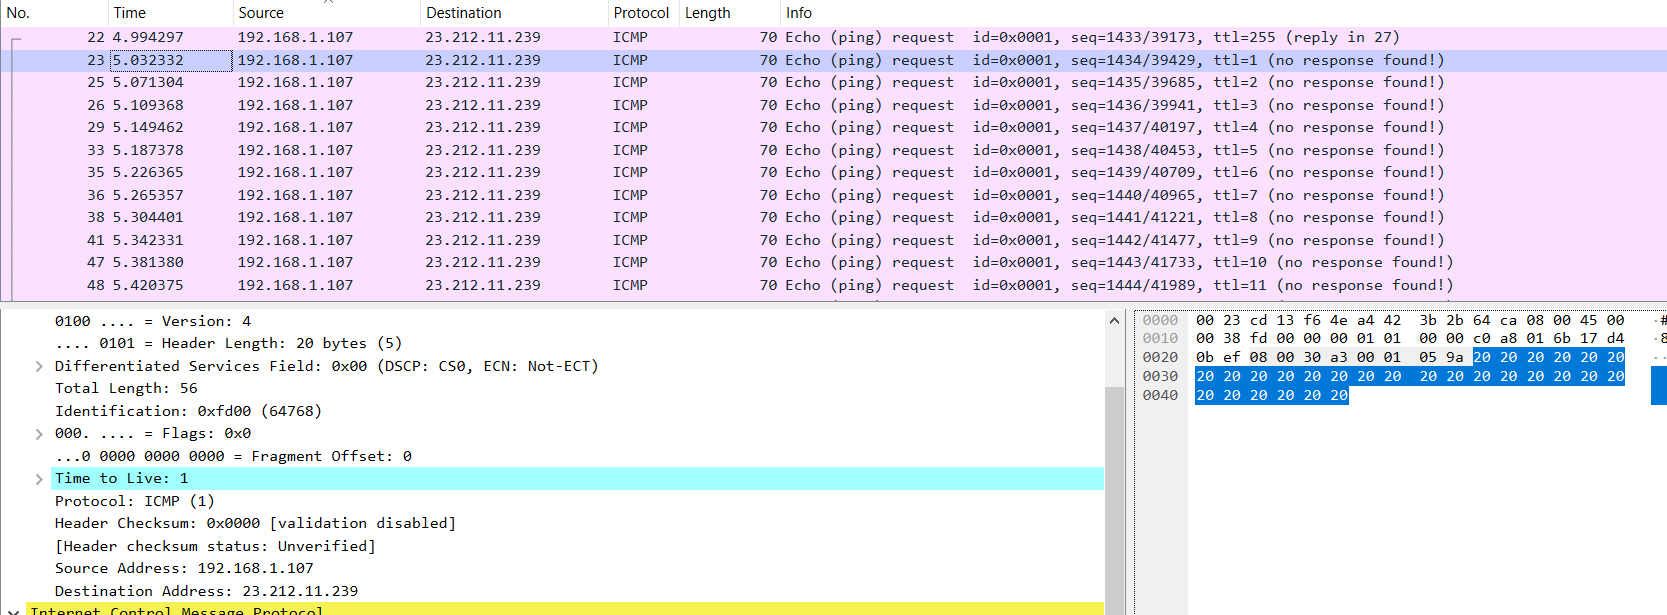 No. Time Source Destination Protocol Length Info
22 4.994297 192.168.1.107 23.212.11.239 ICMP 70 Echo (ping) request id=0x0001, seq=1433/39173, ttl=255 (reply in 27)
23 5.032332 192.168.1.107 23.212.11.239 ICMP 70 Echo (ping) request id=0x0001, seq=1434/39429, ttl=1 (no response found!)
25 5.071304 192.168.1.107 23.212.11.239 ICMP 70 Echo (ping) request id=0x0001, seq=1435/39685, ttl=2 (no response found!)
26 5.109368 192.168.1.107 23.212.11.239 ICMP 70 Echo (ping) request id=0x0001, seq=1436/39941, ttl=3 (no response found!)
29 5.149462 192.168.1.107 23.212.11.239 ICMP 70 Echo (ping) request id=0x0001, seq=1437/40197, ttl=4 (no response found!)
33 5.187378 192.168.1.107 23.212.11.239 ICMP 70 Echo (ping) request id=0x0001, seq=1438/40453, ttl=5 (no response found!)
35 5.226365 192.168.1.107 23.212.11.239 ICMP 70 Echo (ping) request id=0x0001, seq=1439/40709, ttl=6 (no response found!)
36 5.265357 192.168.1.107 23.212.11.239 ICMP 70 Echo (ping) request id=0x0001, seq=1440/40965, ttl=7 (no response found!)
38 5.304401 192.168.1.107 23.212.11.239 ICMP 70 Echo (ping) request id=0x0001, seq=1441/41221, ttl=8 (no response found!)
41 5.342331 192.168.1.107 23.212.11.239 ICMP 70 Echo (ping) request id=0x0001, seq=1442/41477, ttl=9 (no response found!)
47 5.381380 192.168.1.107 23.212.11.239 ICMP 70 Echo (ping) request id=0x0001, seq=1443/41733, ttl=10 (no response found!)
48 5.420375 192.168.1.107 23.212.11.239 ICMP 70 Echo (ping) request id=0x0001, seq=1444/41989, ttl=11 (no response found!)
0100 .... = Version: 4
.... 0101 = Header Length: 20 bytes (5)
Differentiated Services Field: 0x00 (DSCP: CS0, ECN: Not-ECT)
Total Length: 56
Identification: 0xfd00 (64768)
000. .... = Flags: 0x0
...0 0000 0000 0000 = Fragment Offset: 0
Time to Live: 1
Protocol: ICMP (1)
Header Checksum: 0x0000 [validation disabled]
[Header checksum status: Unverified]
Source Address: 192.168.1.107
Destination Address: 23.212.11.239
Internet Control Message Protocol
0000 00 23 cd 13 f6 4e a4 42 3b 2b 64 ca 08 00 45 00 ·#
0010 00 38 fd 00 00 00 01 01 00 00 c0 a8 01 6b 17 d4 ·8
0020 0b ef 08 00 30 a3 00 01 05 9a 20 20 20 20 20 20 ··
0030 20 20 20 20 20 20 20 20 20 20 20 20 20 20 20 20
0040 20 20 20 20 20 20